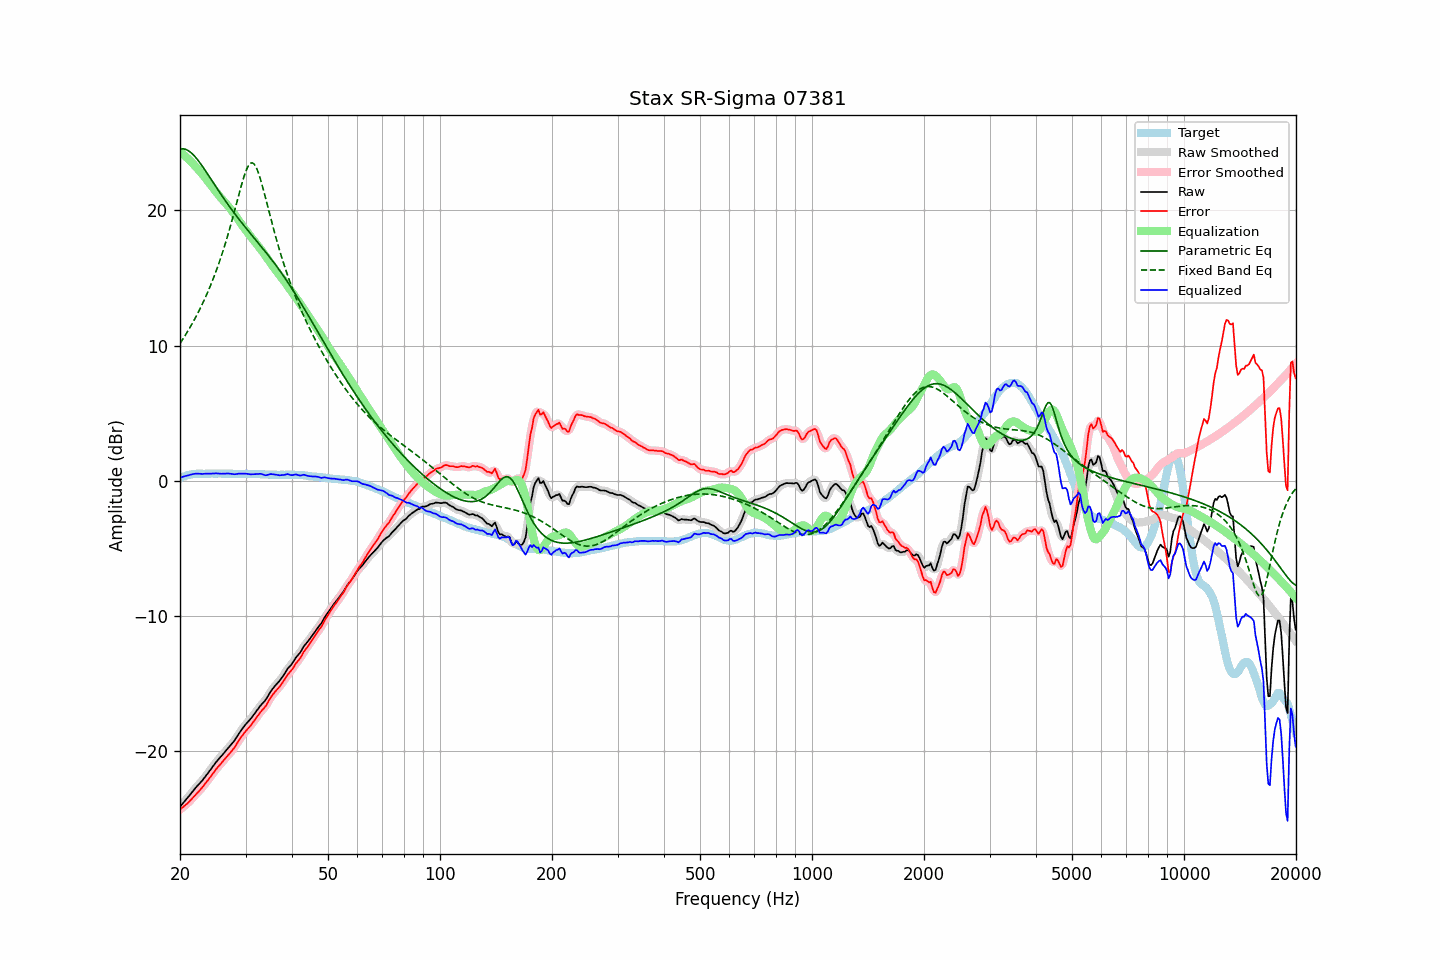 Stax SR-Sigma 07381
Target
Raw Smoothed
Error Smoothed
Raw
Error
Equalization
Parametric Eq
Fixed Band Eq
Equalized
Amplitude (dBr)
20
10
0
−10
−20
20 50 100 200 500 1000 2000 5000 10000 20000
Frequency (Hz)